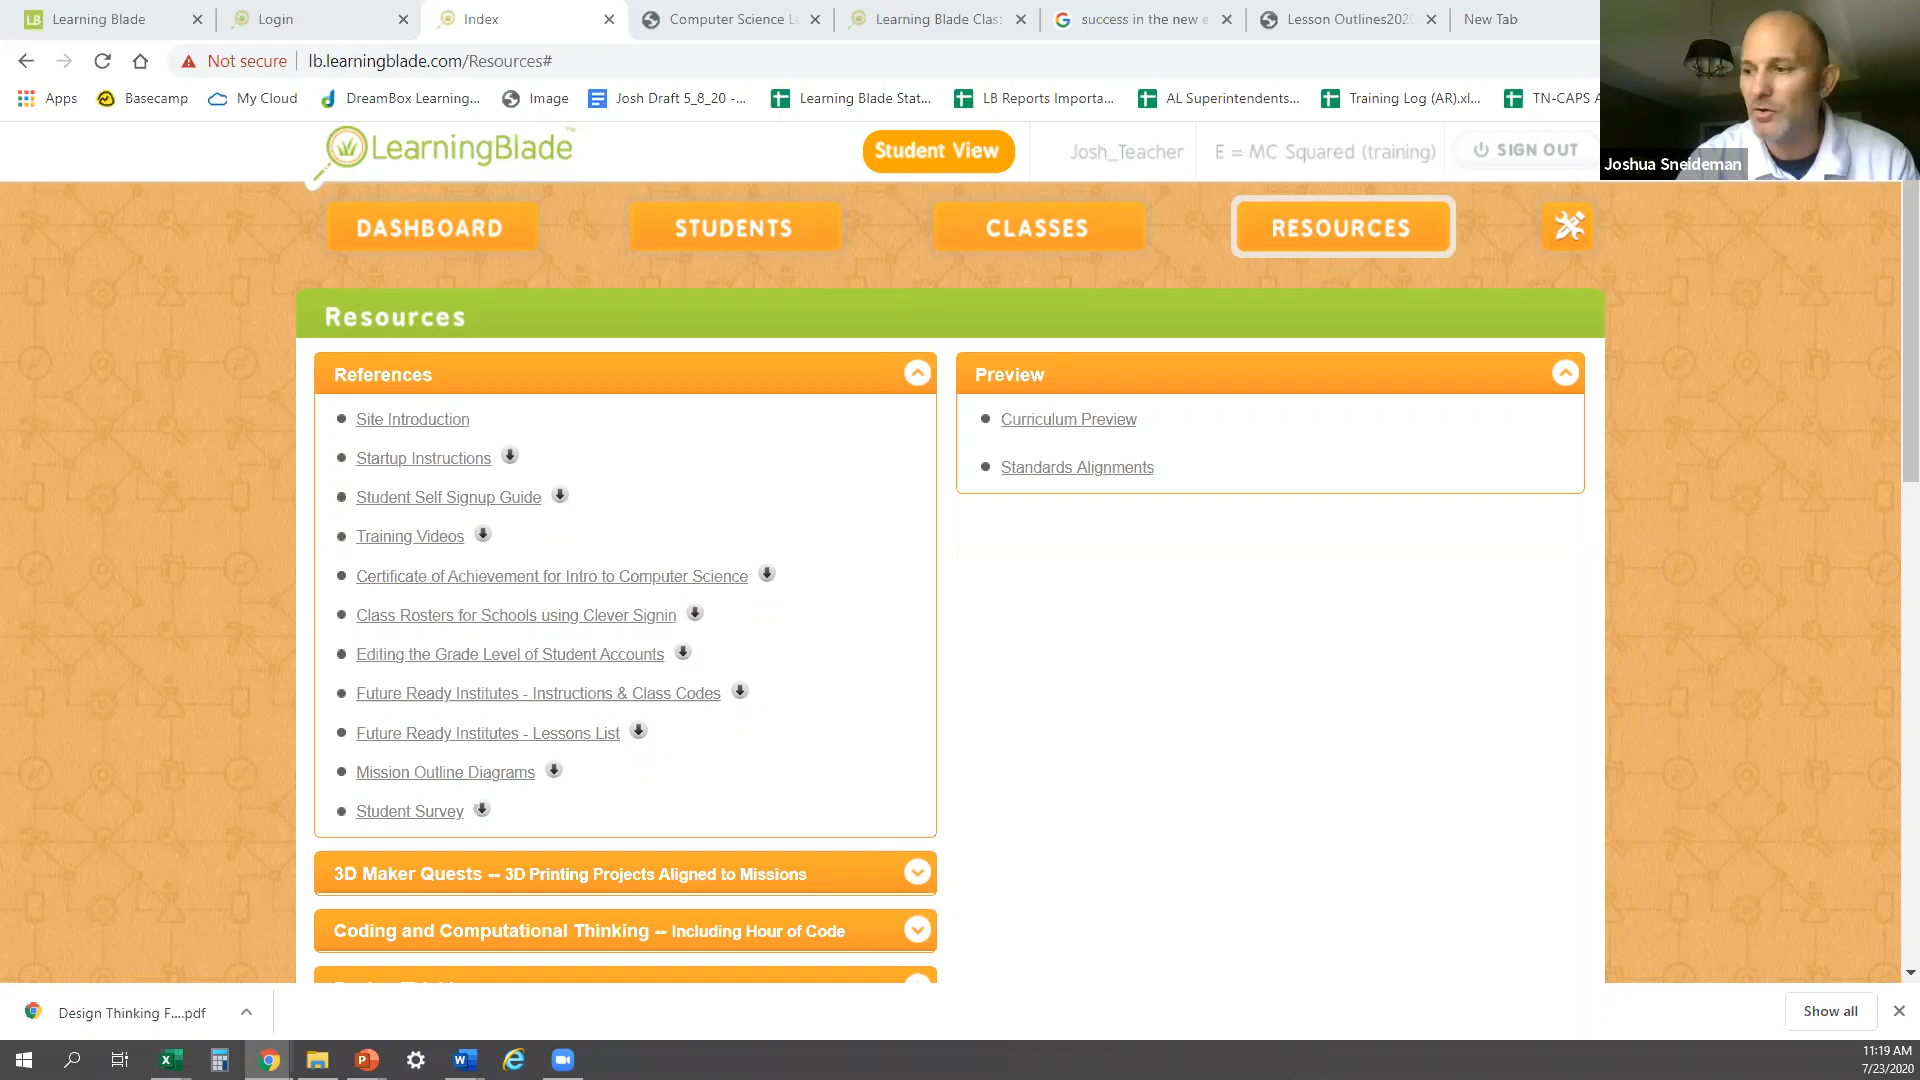 Learning Blade
Login
Index
Computer Science Le
Learning Blade Clas
success in the new e
Lesson Outlines202
New Tab
Not secure
lb.learningblade.com/Resources#
Apps
Basecamp
My Cloud
DreamBox Learning...
Image
Josh Draft 5_8_20 -...
Learning Blade Stat...
LB Reports Importa...
AL Superintendents...
Training Log (AR).xl...
TN-CAPS A
LearningBlade™
Student View
Josh_Teacher
E = MC Squared (training)
SIGN OUT
Joshua Sneideman
DASHBOARD
STUDENTS
CLASSES
RESOURCES
Resources
References
Site Introduction
Startup Instructions
Student Self Signup Guide
Training Videos
Certificate of Achievement for Intro to Computer Science
Class Rosters for Schools using Clever Signin
Editing the Grade Level of Student Accounts
Future Ready Institutes - Instructions & Class Codes
Future Ready Institutes - Lessons List
Mission Outline Diagrams
Student Survey
Preview
Curriculum Preview
Standards Alignments
3D Maker Quests -- 3D Printing Projects Aligned to Missions
Coding and Computational Thinking -- Including Hour of Code
Design Thinking F....pdf
Show all
11:19 AM
7/23/2020